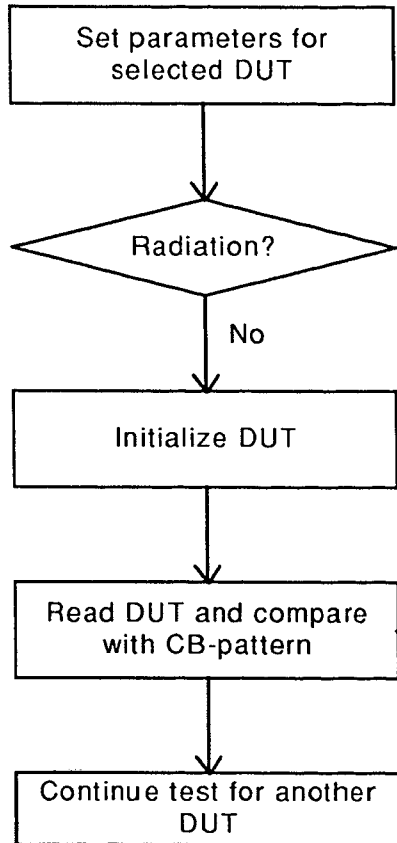 Set parameters for
selected DUT
Radiation?
No
Initialize DUT
Read DUT and compare
with CB-pattern
Continue test for another
DUT